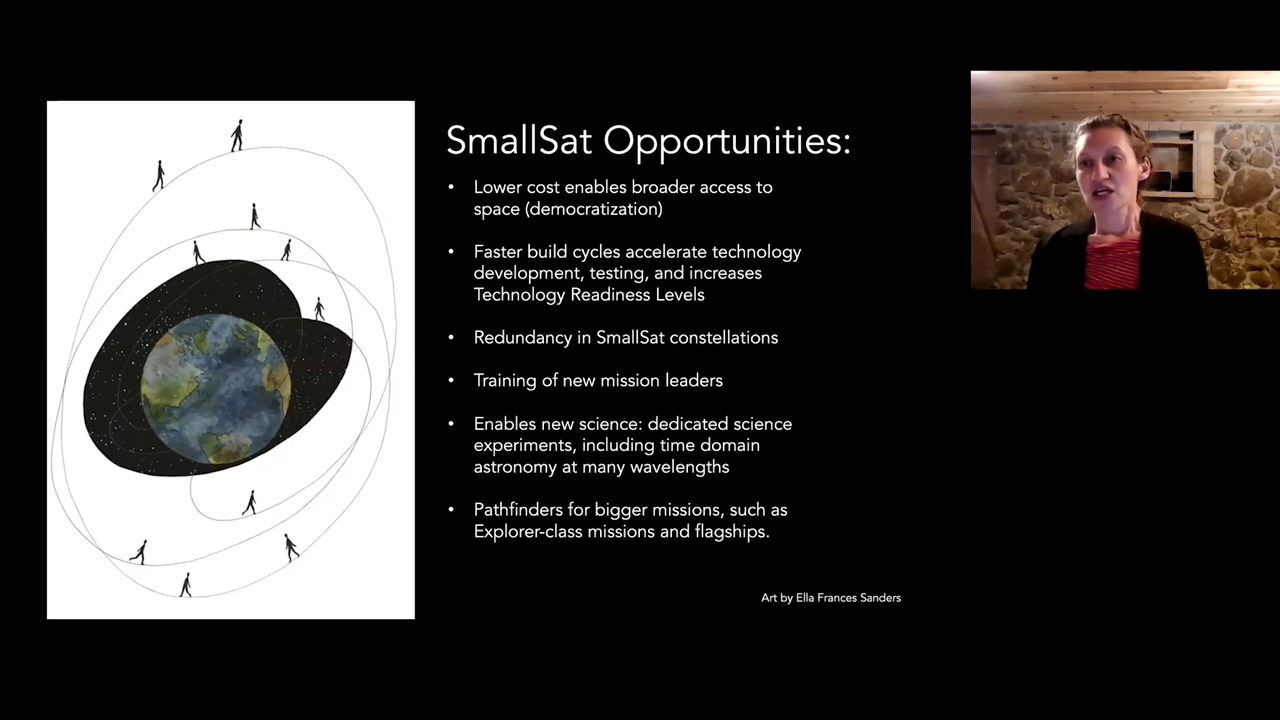 SmallSat Opportunities:
• Lower cost enables broader access to
space (democratization)
• Faster build cycles accelerate technology
development, testing, and increases
Technology Readiness Levels
• Redundancy in SmallSat constellations
• Training of new mission leaders
• Enables new science: dedicated science
experiments, including time domain
astronomy at many wavelengths
• Pathfinders for bigger missions, such as
Explorer-class missions and flagships.
Art by Ella Frances Sanders